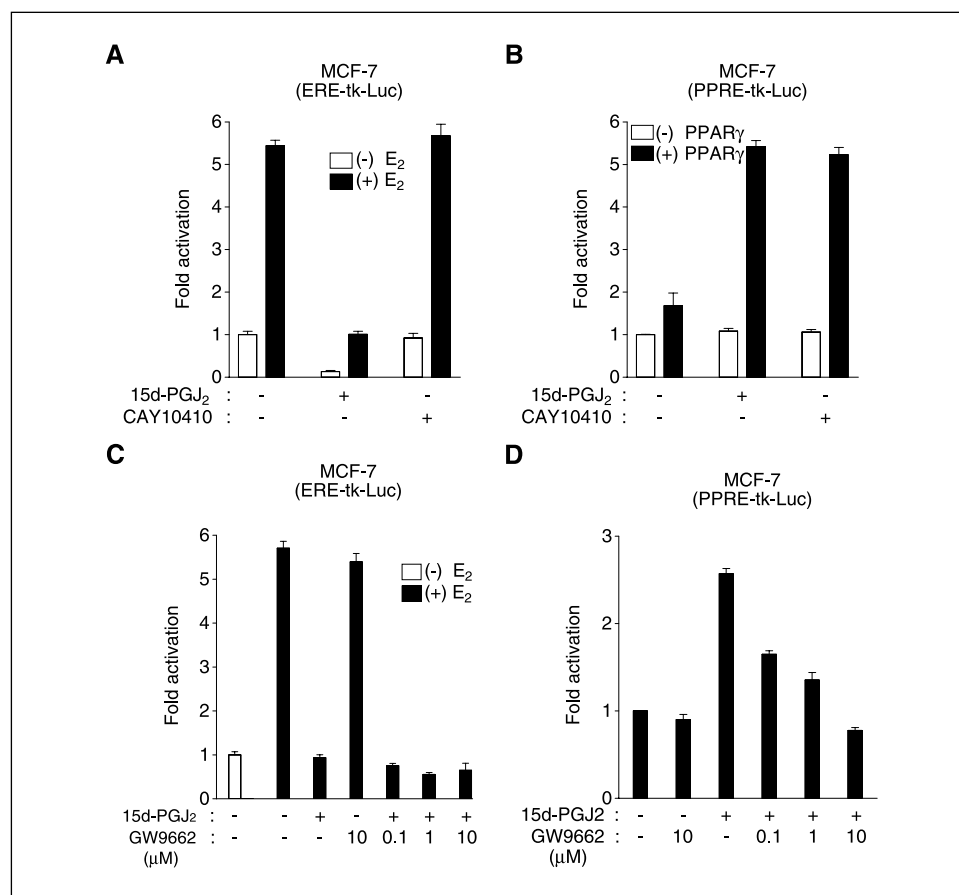 A
MCF-7
(ERE-tk-Luc)
Fold activation
6
5
4
3
2
1
0
(-) E₂
(+) E₂
15d-PGJ₂ : - + -
CAY10410 : - - +
B
MCF-7
(PPRE-tk-Luc)
Fold activation
6
5
4
3
2
1
0
(-) PPARγ
(+) PPARγ
15d-PGJ₂ : - + -
CAY10410 : - - +
C
MCF-7
(ERE-tk-Luc)
Fold activation
6
5
4
3
2
1
0
(-) E₂
(+) E₂
15d-PGJ₂ : - - + - + + +
GW9662 : - - - 10 0.1 1 10
(μM)
D
MCF-7
(PPRE-tk-Luc)
Fold activation
3
2
1
0
15d-PGJ2 : - - + + + +
GW9662 : - 10 - 0.1 1 10
(μM)